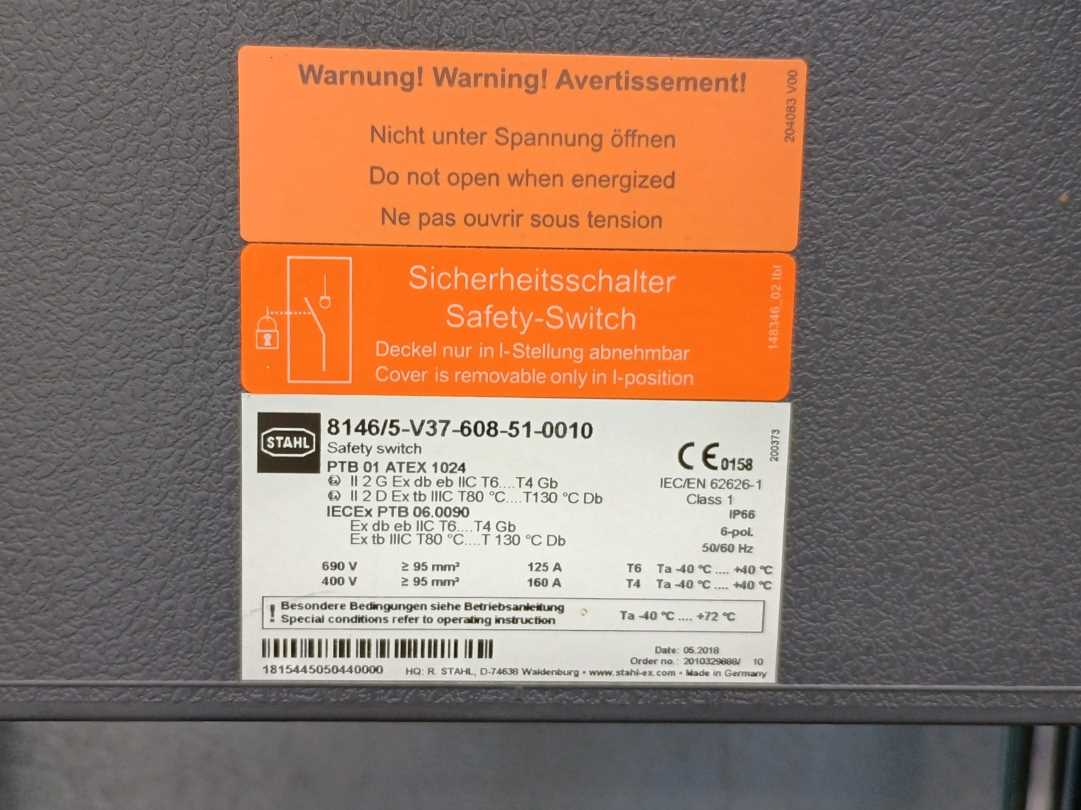 Warnung! Warning! Avertissement!
204083 V00
Nicht unter Spannung öffnen
Do not open when energized
Ne pas ouvrir sous tension
Sicherheitsschalter
Safety-Switch
Deckel nur in I-Stellung abnehmbar
Cover is removable only in I-position
148346_02 lbl
STAHL
8146/5-V37-608-51-0010
Safety switch
PTB 01 ATEX 1024
II 2 G Ex db eb IIC T6....T4 Gb
II 2 D Ex tb IIIC T80 °C....T130 °C Db
IECEx PTB 06.0090
Ex db eb IIC T6....T4 Gb
Ex tb IIIC T80 °C....T 130 °C Db
CE 0158
200373
IEC/EN 62626-1
Class 1
IP66
6-pol.
50/60 Hz
690 V ≥ 95 mm² 125 A T6 Ta -40 °C .... +40 °C
400 V ≥ 95 mm² 160 A T4 Ta -40 °C .... +40 °C
! Besondere Bedingungen siehe Betriebsanleitung
Special conditions refer to operating instruction
Ta -40 °C .... +72 °C
Date: 05.2018
Order no.: 2010329888/ 10
1815445050440000 HQ: R. STAHL, D-74638 Waldenburg • www.stahl-ex.com • Made in Germany